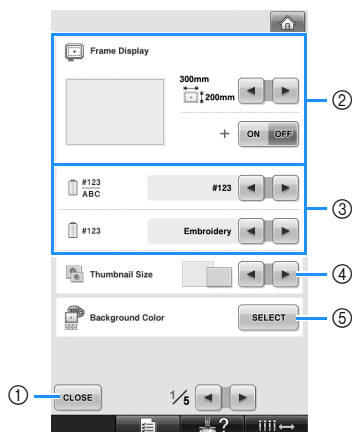 Frame Display
300mm
200mm
+ ON OFF
②
#123
ABC
#123
③
#123
Embroidery
Thumbnail Size
④
Background Color
SELECT
⑤
①
CLOSE
1/5
?